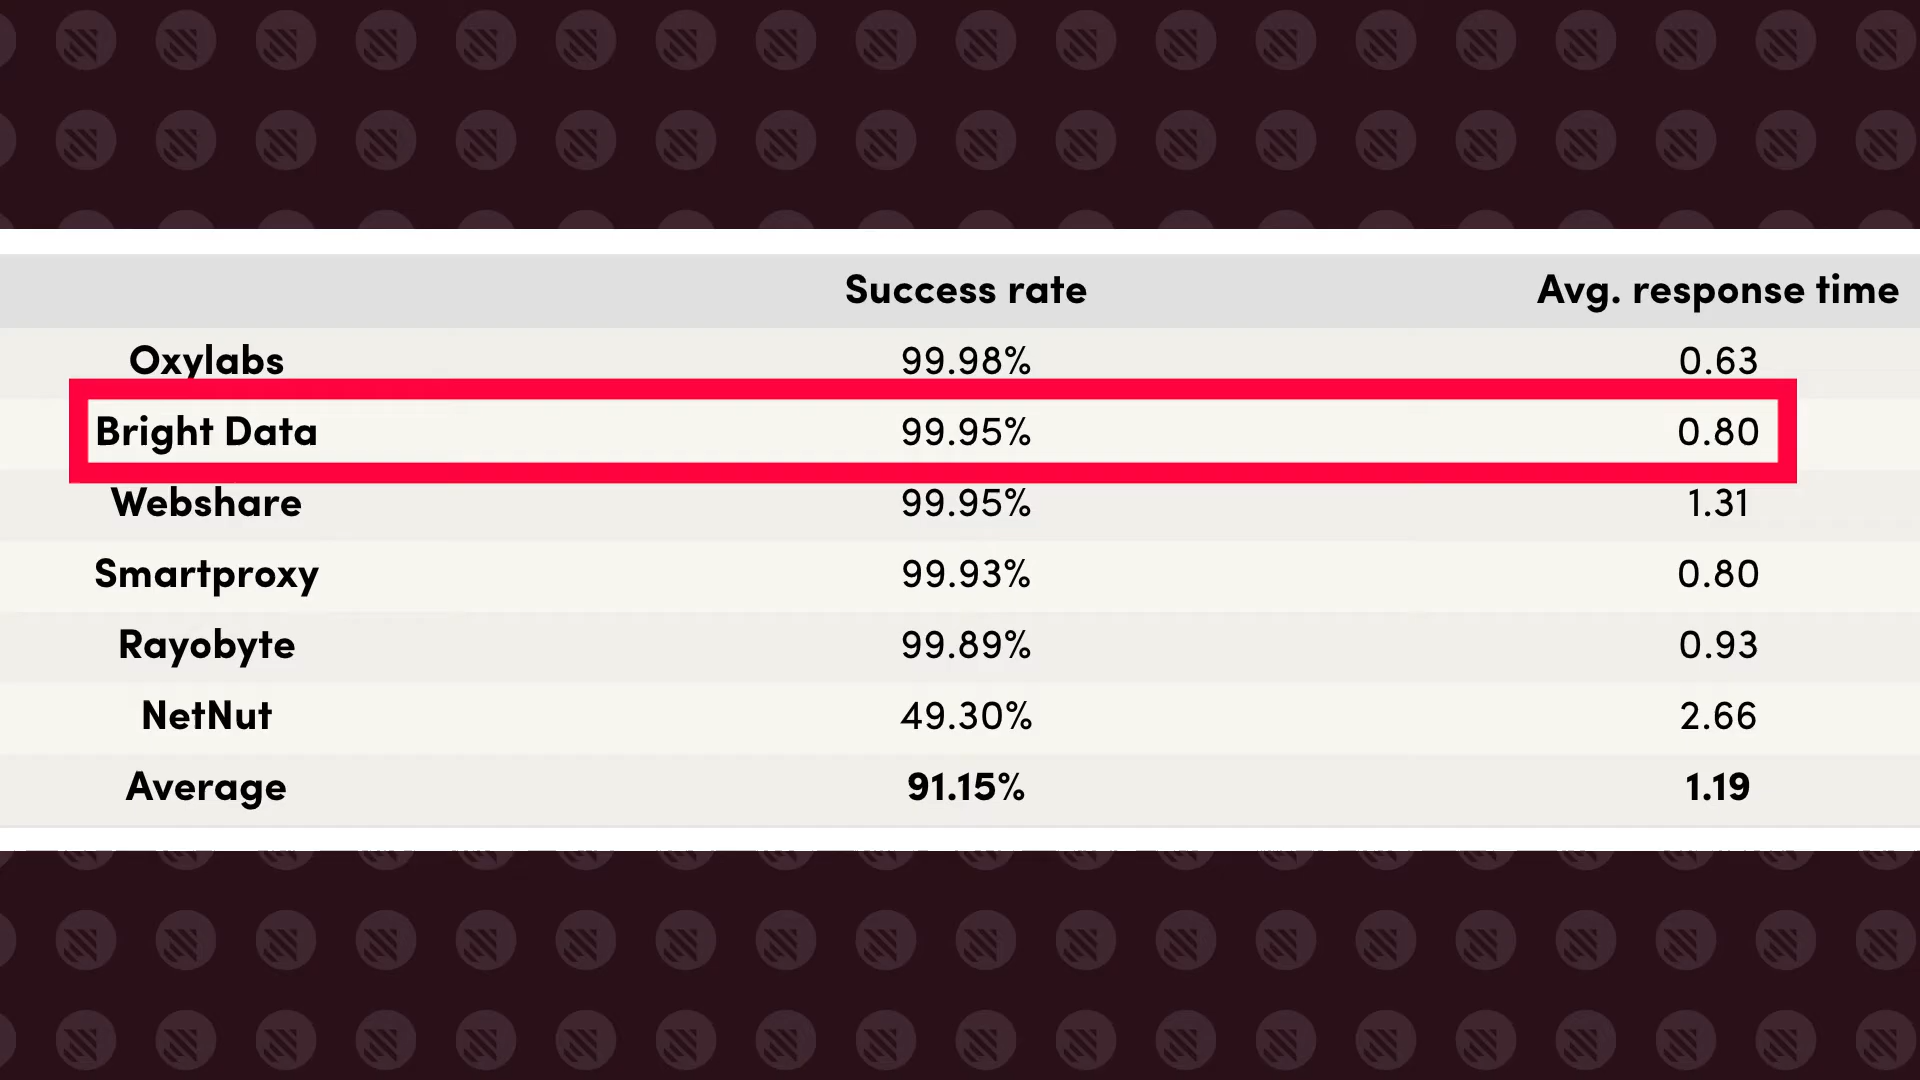 Success rate Avg. response time
Oxylabs 99.98% 0.63
Bright Data 99.95% 0.80
Webshare 99.95% 1.31
Smartproxy 99.93% 0.80
Rayobyte 99.89% 0.93
NetNut 49.30% 2.66
Average 91.15% 1.19